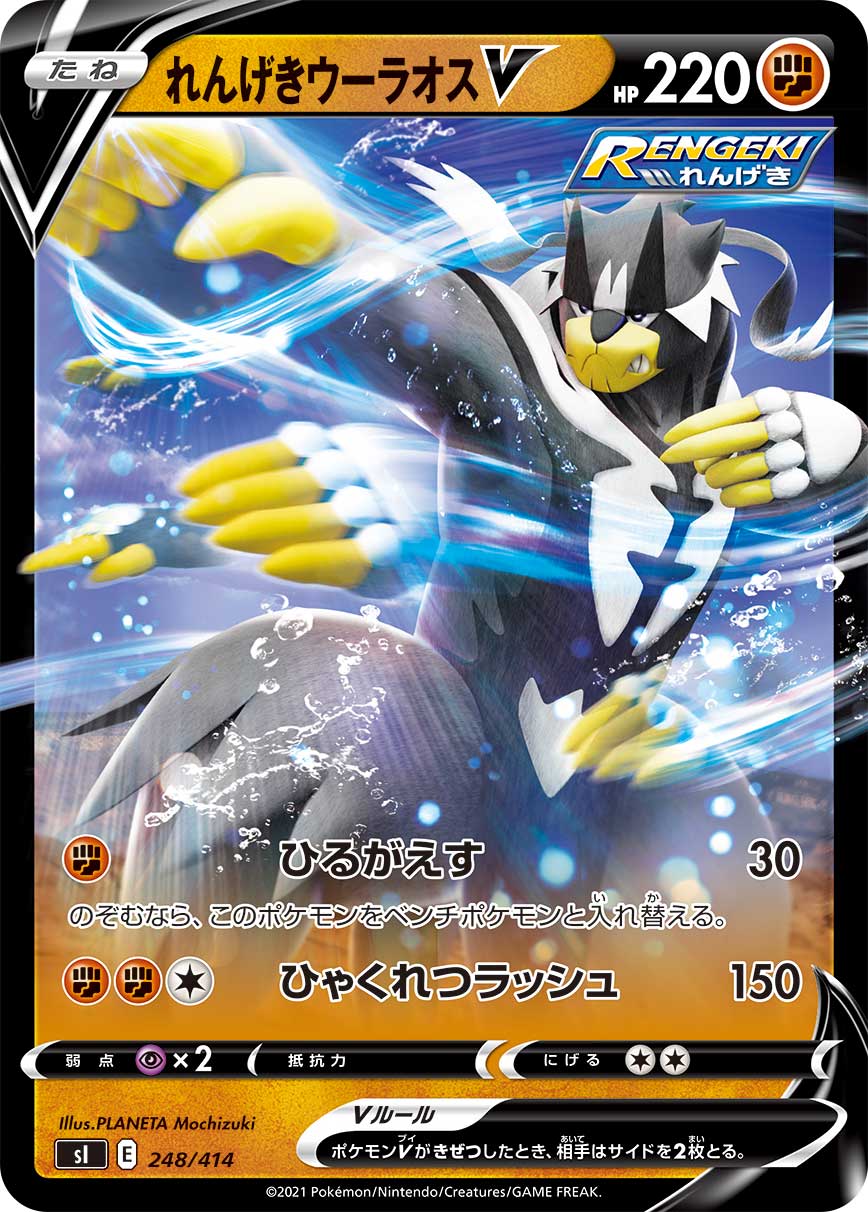 たね
れんげきウーラオスV
HP 220
RENGEKI
れんげき
ひるがえす 30
のぞむなら、このポケモンをベンチポケモンと入れ替える。
ひゃくれつラッシュ 150
弱点 ×2 抵抗力 にげる
Illus.PLANETA Mochizuki
Vルール
ポケモンVがきぜつしたとき、相手はサイドを2枚とる。
sI E 248/414
©2021 Pokémon/Nintendo/Creatures/GAME FREAK.